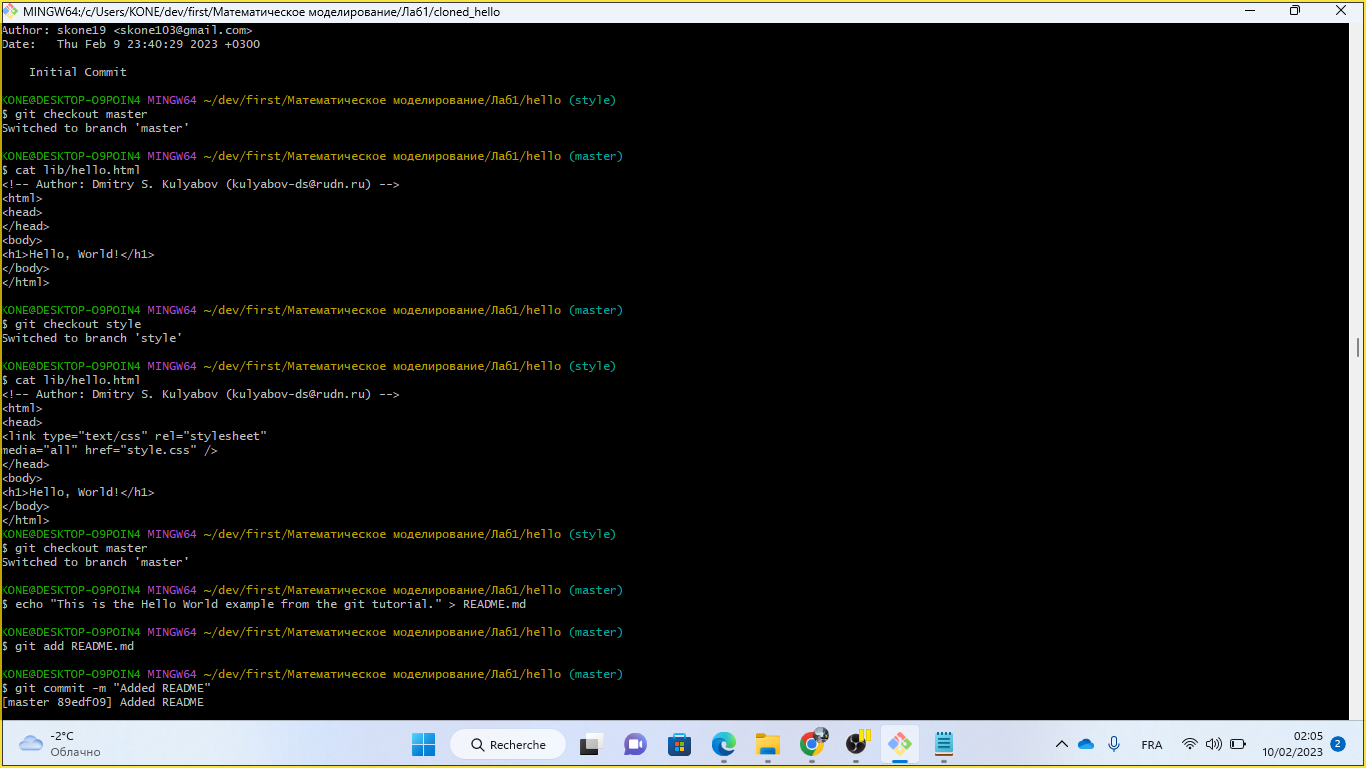 MINGW64:/c/Users/KONE/dev/first/Математическое моделирование/Лаб1/cloned_hello
Author: skone19 <skone103@gmail.com>
Date:   Thu Feb 9 23:40:29 2023 +0300
    Initial Commit
KONE@DESKTOP-O9POIN4 MINGW64 ~/dev/first/Математическое моделирование/Лаб1/hello (style)
$ git checkout master
Switched to branch 'master'
KONE@DESKTOP-O9POIN4 MINGW64 ~/dev/first/Математическое моделирование/Лаб1/hello (master)
$ cat lib/hello.html
<!-- Author: Dmitry S. Kulyabov (kulyabov-ds@rudn.ru) -->
<html>
<head>
</head>
<body>
<h1>Hello, World!</h1>
</body>
</html>
KONE@DESKTOP-O9POIN4 MINGW64 ~/dev/first/Математическое моделирование/Лаб1/hello (master)
$ git checkout style
Switched to branch 'style'
KONE@DESKTOP-O9POIN4 MINGW64 ~/dev/first/Математическое моделирование/Лаб1/hello (style)
$ cat lib/hello.html
<!-- Author: Dmitry S. Kulyabov (kulyabov-ds@rudn.ru) -->
<html>
<head>
<link type="text/css" rel="stylesheet"
media="all" href="style.css" />
</head>
<body>
<h1>Hello, World!</h1>
</body>
</html>
KONE@DESKTOP-O9POIN4 MINGW64 ~/dev/first/Математическое моделирование/Лаб1/hello (style)
$ git checkout master
Switched to branch 'master'
KONE@DESKTOP-O9POIN4 MINGW64 ~/dev/first/Математическое моделирование/Лаб1/hello (master)
$ echo "This is the Hello World example from the git tutorial." > README.md
KONE@DESKTOP-O9POIN4 MINGW64 ~/dev/first/Математическое моделирование/Лаб1/hello (master)
$ git add README.md
KONE@DESKTOP-O9POIN4 MINGW64 ~/dev/first/Математическое моделирование/Лаб1/hello (master)
$ git commit -m "Added README"
[master 89edf09] Added README
-2°C
Облачно
Recherche
FRA
02:05
10/02/2023
2